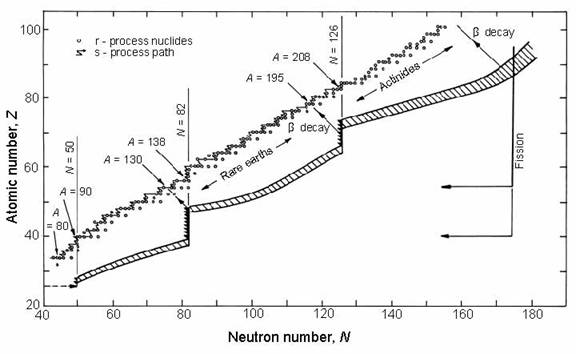 r - process nuclides
s - process path
N = 126
A = 208
A = 195
β decay
Actinides
β decay
N = 82
A = 138
A = 130
Rare earths
N = 50
A = 90
A
= 80
Fission
100
80
60
40
20
40
60
80
100
120
140
160
180
Atomic number, Z
Neutron number, N